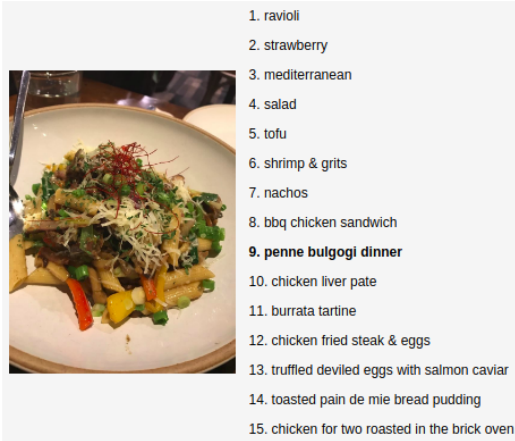 1. ravioli
2. strawberry
3. mediterranean
4. salad
5. tofu
6. shrimp & grits
7. nachos
8. bbq chicken sandwich
9. penne bulgogi dinner
10. chicken liver pate
11. burrata tartine
12. chicken fried steak & eggs
13. truffled deviled eggs with salmon caviar
14. toasted pain de mie bread pudding
15. chicken for two roasted in the brick oven